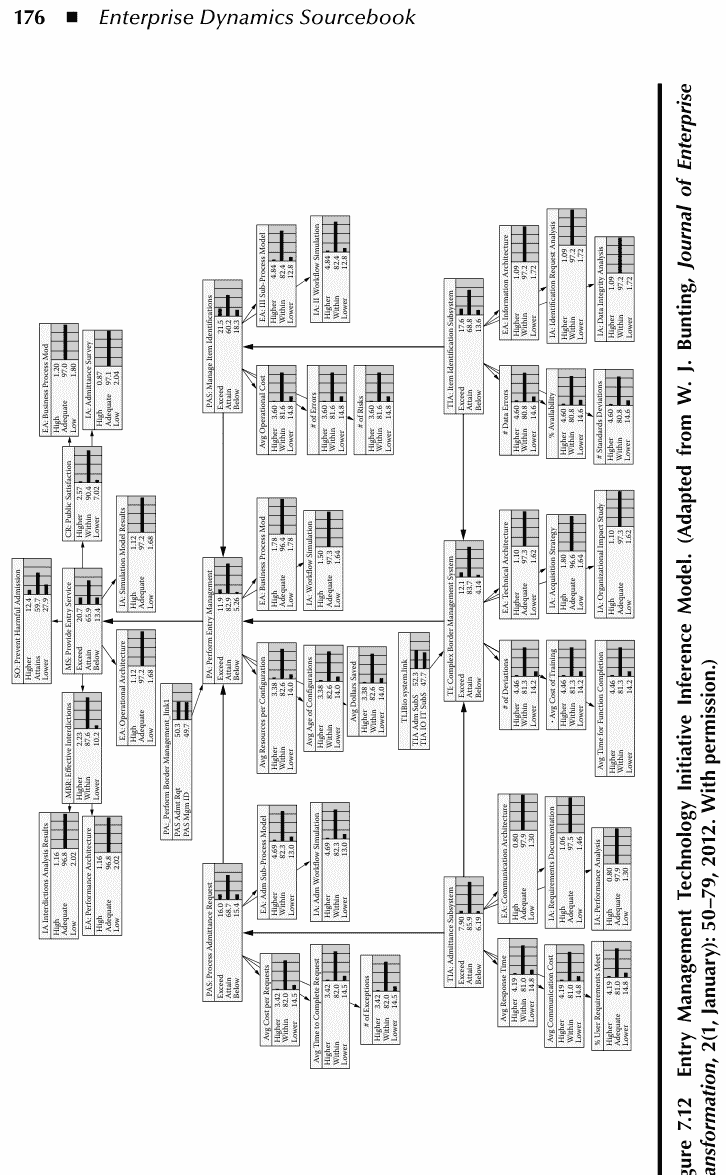 176 ■ Enterprise Dynamics Sourcebook
SO: Prevent Harmful Admission
Higher 12.4
Attains 59.7
Lower 27.9
MBR: Effective Interdictions
Higher 2.23
Within 87.6
Lower 10.2
MS: Provide Entry Service
Exceed 20.7
Attain 65.9
Below 13.4
CR: Public Satisfaction
Higher 2.57
Within 90.4
Lower 7.02
IA Interdictions Analysis Results
High 1.16
Adequate 96.8
Low 2.02
EA: Performance Architecture
High 1.16
Adequate 96.8
Low 2.02
EA: Business Process Mod
High 1.20
Adequate 97.0
Low 1.80
IA: Admittance Survey
High 0.87
Adequate 97.1
Low 2.04
EA: Operational Architecture
High 1.12
Adequate 97.2
Low 1.68
IA: Simulation Model Results
High 1.12
Adequate 97.2
Low 1.68
PA:_Perform Border Management_link1
PAS Admt Rqt 50.3
PAS Mgm ID 49.7
PAS: Process Admittance Request
Exceed 16.0
Attain 68.7
Below 15.4
PA: Perform Entry Management
Exceed 11.9
Attain 82.9
Below 5.26
PAS: Manage Item Identifications
Exceed 21.5
Attain 60.2
Below 18.3
Avg Cost per Requests
Higher 3.42
Within 82.0
Lower 14.5
EA: Adm Sub-Process Model
Higher 4.69
Within 82.3
Lower 13.0
Avg Time to Complete Request
Higher 3.42
Within 82.0
Lower 14.5
IA: Adm Workflow Simulation
Higher 4.69
Within 82.3
Lower 13.0
# of Exceptions
Higher 3.42
Within 82.0
Lower 14.5
Avg Resources per Configuration
Higher 3.38
Within 82.6
Lower 14.0
EA: Business Process Mod
High 1.78
Adequate 96.4
Low 1.78
Avg Age of Configurations
Higher 3.38
Within 82.6
Lower 14.0
IA: Workflow Simulation
High 1.50
Adequate 97.3
Low 1.64
Avg Dollars Saved
Higher 3.38
Within 82.6
Lower 14.0
Avg Operational Cost
Higher 3.60
Within 81.6
Lower 14.8
EA: III Sub-Process Model
Higher 4.84
Within 82.4
Lower 12.8
# of Errors
Higher 3.60
Within 81.6
Lower 14.8
IA: II Workflow Simulation
Higher 4.84
Within 82.4
Lower 12.8
# of Risks
Higher 3.60
Within 81.6
Lower 14.8
TI.IBio system.link
TIA Adm SubS 52.3
TIA IO IT SubS 47.7
T1A: Admittance Subsystem
Exceed 7.90
Attain 85.9
Below 6.19
TE Complex Border Management System
Exceed 12.1
Attain 83.7
Below 4.14
T1A: Item Identification Subsystem
Exceed 17.6
Attain 68.8
Below 13.6
Avg Response Time
Higher 4.19
Within 81.0
Lower 14.8
EA: Communication Architecture
High 0.80
Adequate 97.9
Low 1.30
Avg Communication Cost
Higher 4.19
Within 81.0
Lower 14.8
IA: Requirements Documentation
High 1.06
Adequate 97.5
Low 1.46
% User Requirements Meet
Higher 4.19
Adequate 81.0
Lower 14.8
IA: Performance Analysis
High 0.80
Adequate 97.9
Low 1.30
# of Deviations
Higher 4.46
Within 81.3
Lower 14.2
EA: Technical Architecture
Higher 1.10
Adequate 97.3
Lower 1.62
· Avg Cost of Training
Higher 4.46
Within 81.3
Lower 14.2
IA: Acquisition Strategy
High 1.80
Adequate 96.6
Low 1.64
Avg Time for Function Completion
Higher 4.46
Within 81.3
Lower 14.2
IA: Organizational Impact Study
High 1.10
Adequate 97.3
Low 1.62
# Data Errors
Higher 4.60
Within 80.8
Lower 14.6
EA: Information Architecture
Higher 1.09
Within 97.2
Lower 1.72
% Availability
Higher 4.60
Within 80.8
Lower 14.6
IA: Identification Request Analysis
Higher 1.09
Within 97.2
Lower 1.72
# Standards Deviations
Higher 4.60
Within 80.8
Lower 14.6
IA: Data Integrity Analysis
Higher 1.09
Within 97.2
Lower 1.72
gure 7.12 Entry Management Technology Initiative Inference Model. (Adapted from W. J. Bunting, Journal of Enterprise
ansformation, 2(1, January): 50–79, 2012. With permission.)